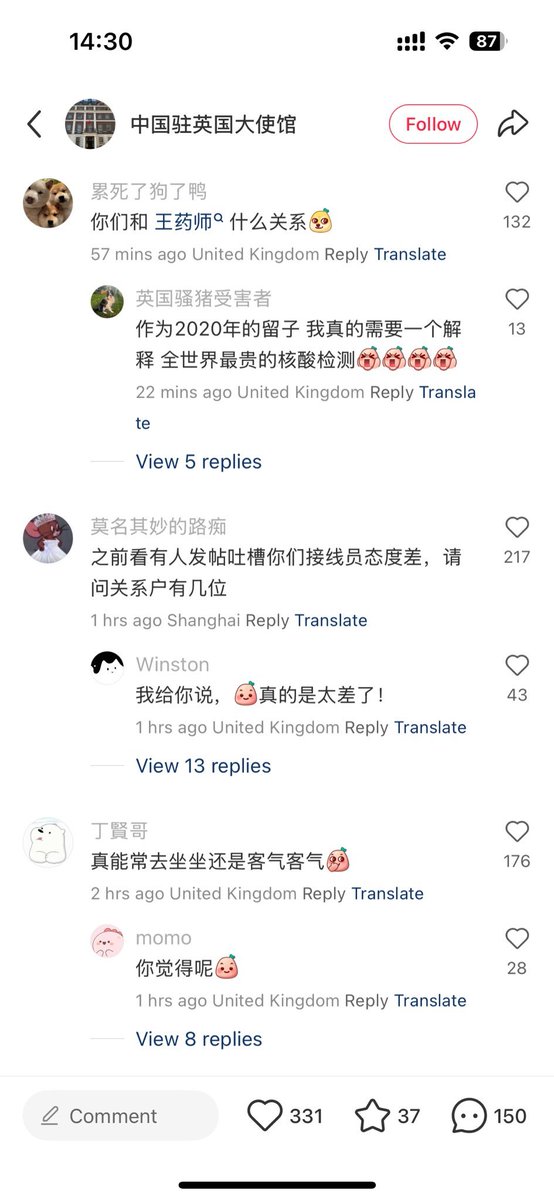 14:30
87
中国驻英国大使馆
Follow
累死了狗了鸭
你们和 王药师 什么关系
132
57 mins ago United Kingdom Reply Translate
英国骚猪受害者
作为2020年的留子 我真的需要一个解
释 全世界最贵的核酸检测
13
22 mins ago United Kingdom Reply Transla
te
View 5 replies
莫名其妙的路痴
之前看有人发帖吐槽你们接线员态度差，请
问关系户有几位
217
1 hrs ago Shanghai Reply Translate
Winston
我给你说，真的是太差了！
43
1 hrs ago United Kingdom Reply Translate
View 13 replies
丁賢哥
真能常去坐坐还是客气客气
176
2 hrs ago United Kingdom Reply Translate
momo
你觉得呢
28
1 hrs ago United Kingdom Reply Translate
View 8 replies
Comment
331
37
150